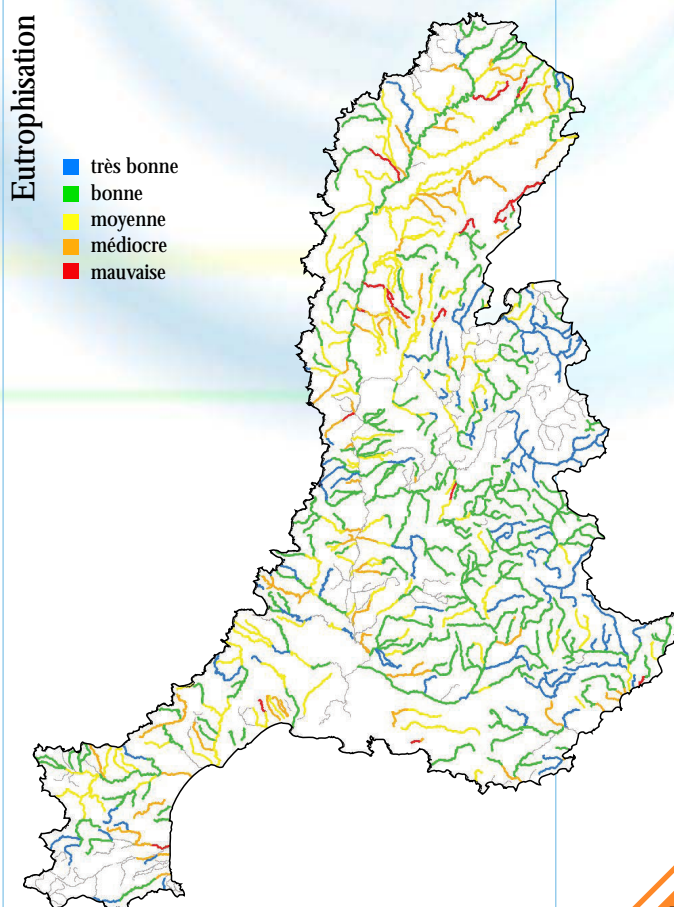 Eutrophisation
très bonne
bonne
moyenne
médiocre
mauvaise